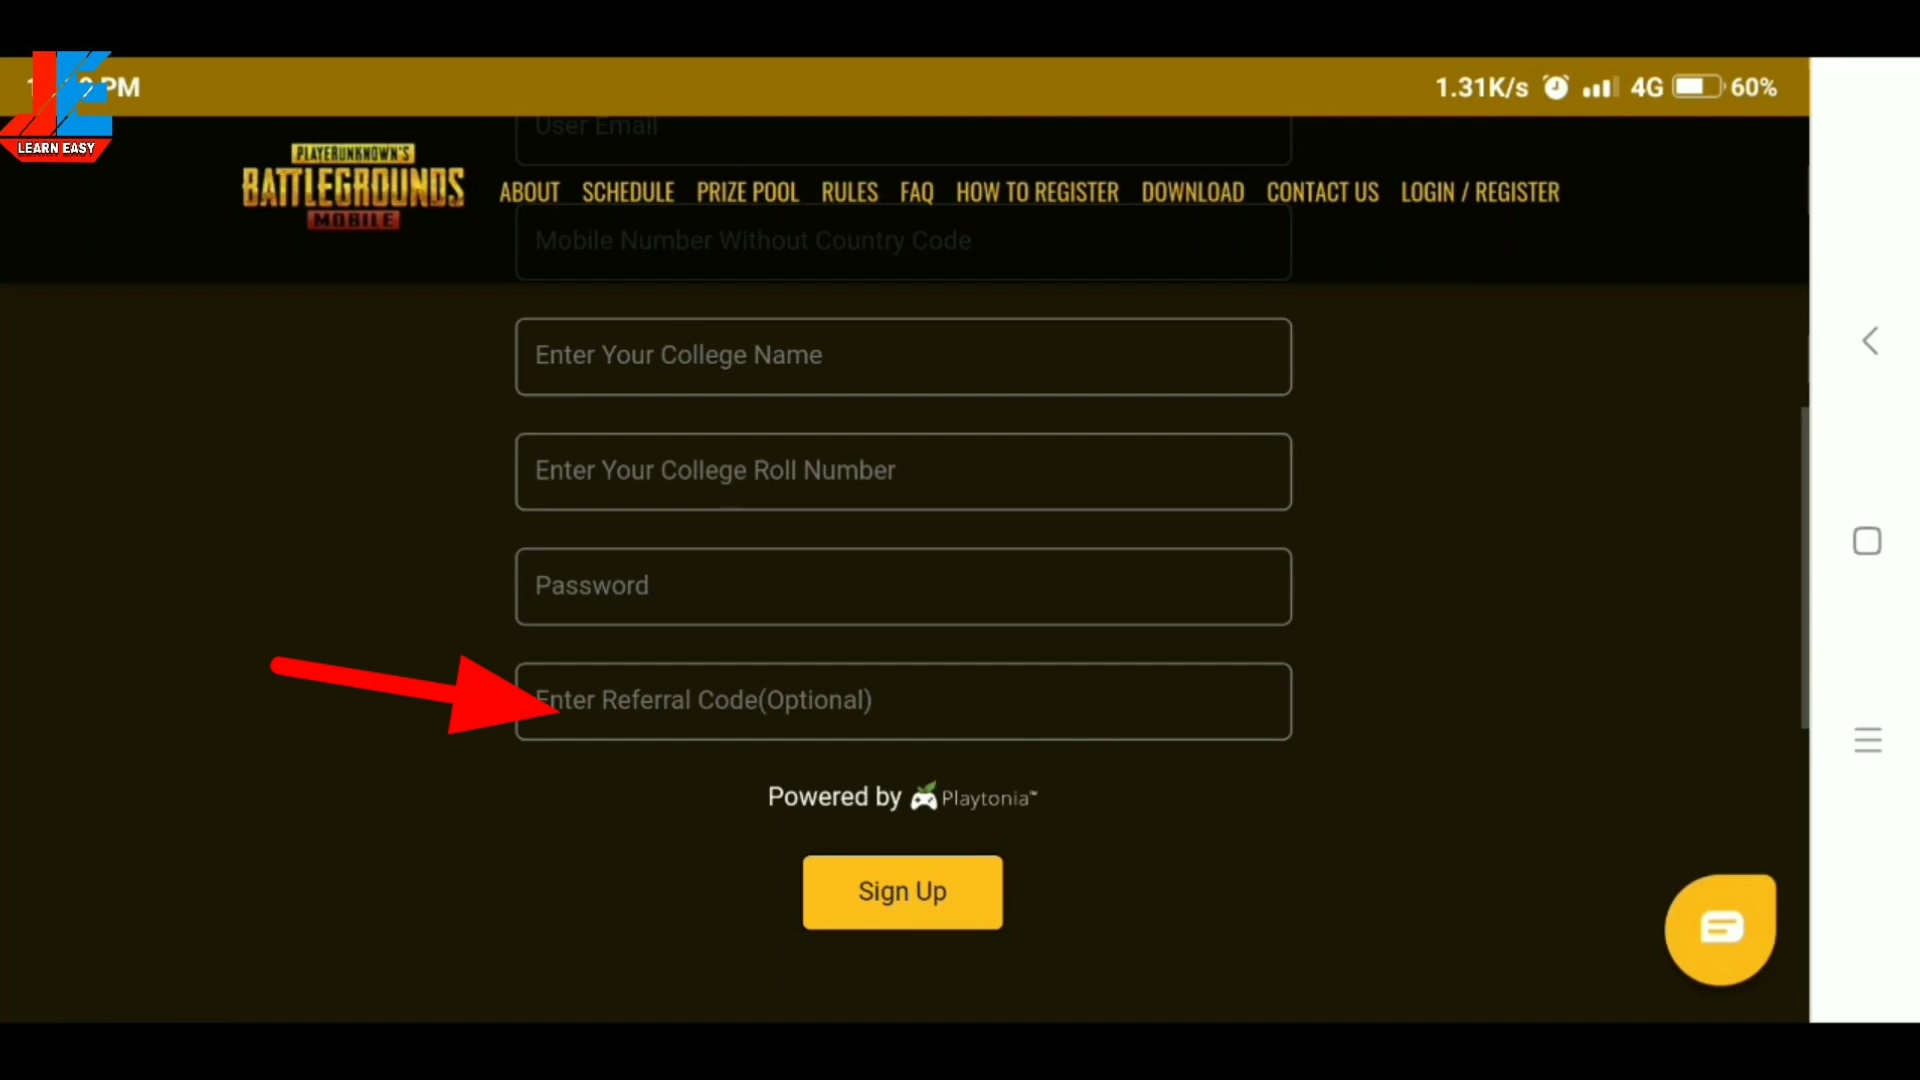 PM
1.31K/s 4G 60%
LEARN EASY
User Email
PLAYERUNKNOWN'S
BATTLEGROUNDS
MOBILE
ABOUT SCHEDULE PRIZE POOL RULES FAQ HOW TO REGISTER DOWNLOAD CONTACT US LOGIN / REGISTER
Mobile Number Without Country Code
Enter Your College Name
Enter Your College Roll Number
Password
Enter Referral Code(Optional)
Powered by Playtonia™
Sign Up